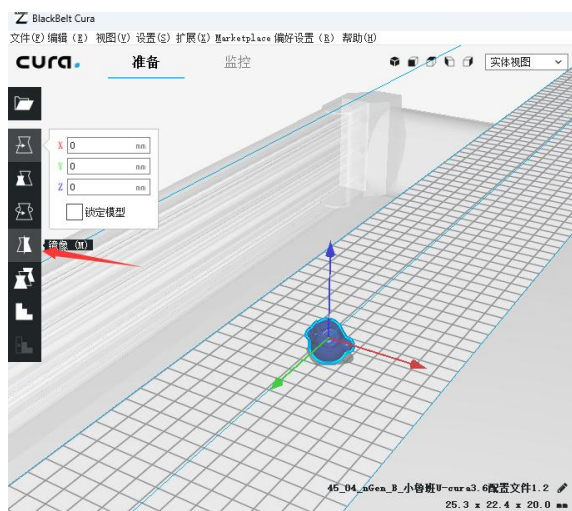 BlackBelt Cura
文件(F) 编辑 (E) 视图(V) 设置(S) 扩展(X) Marketplace 偏好设置 (R) 帮助(H)
cura. 准备 监控 实体视图
X 0 mm
Y 0 mm
Z 0 mm
锁定模型
镜像 (M)
45_04_nGen_B_小鲁班U-cura3.6配置文件1.2
25.3 x 22.4 x 20.0 mm